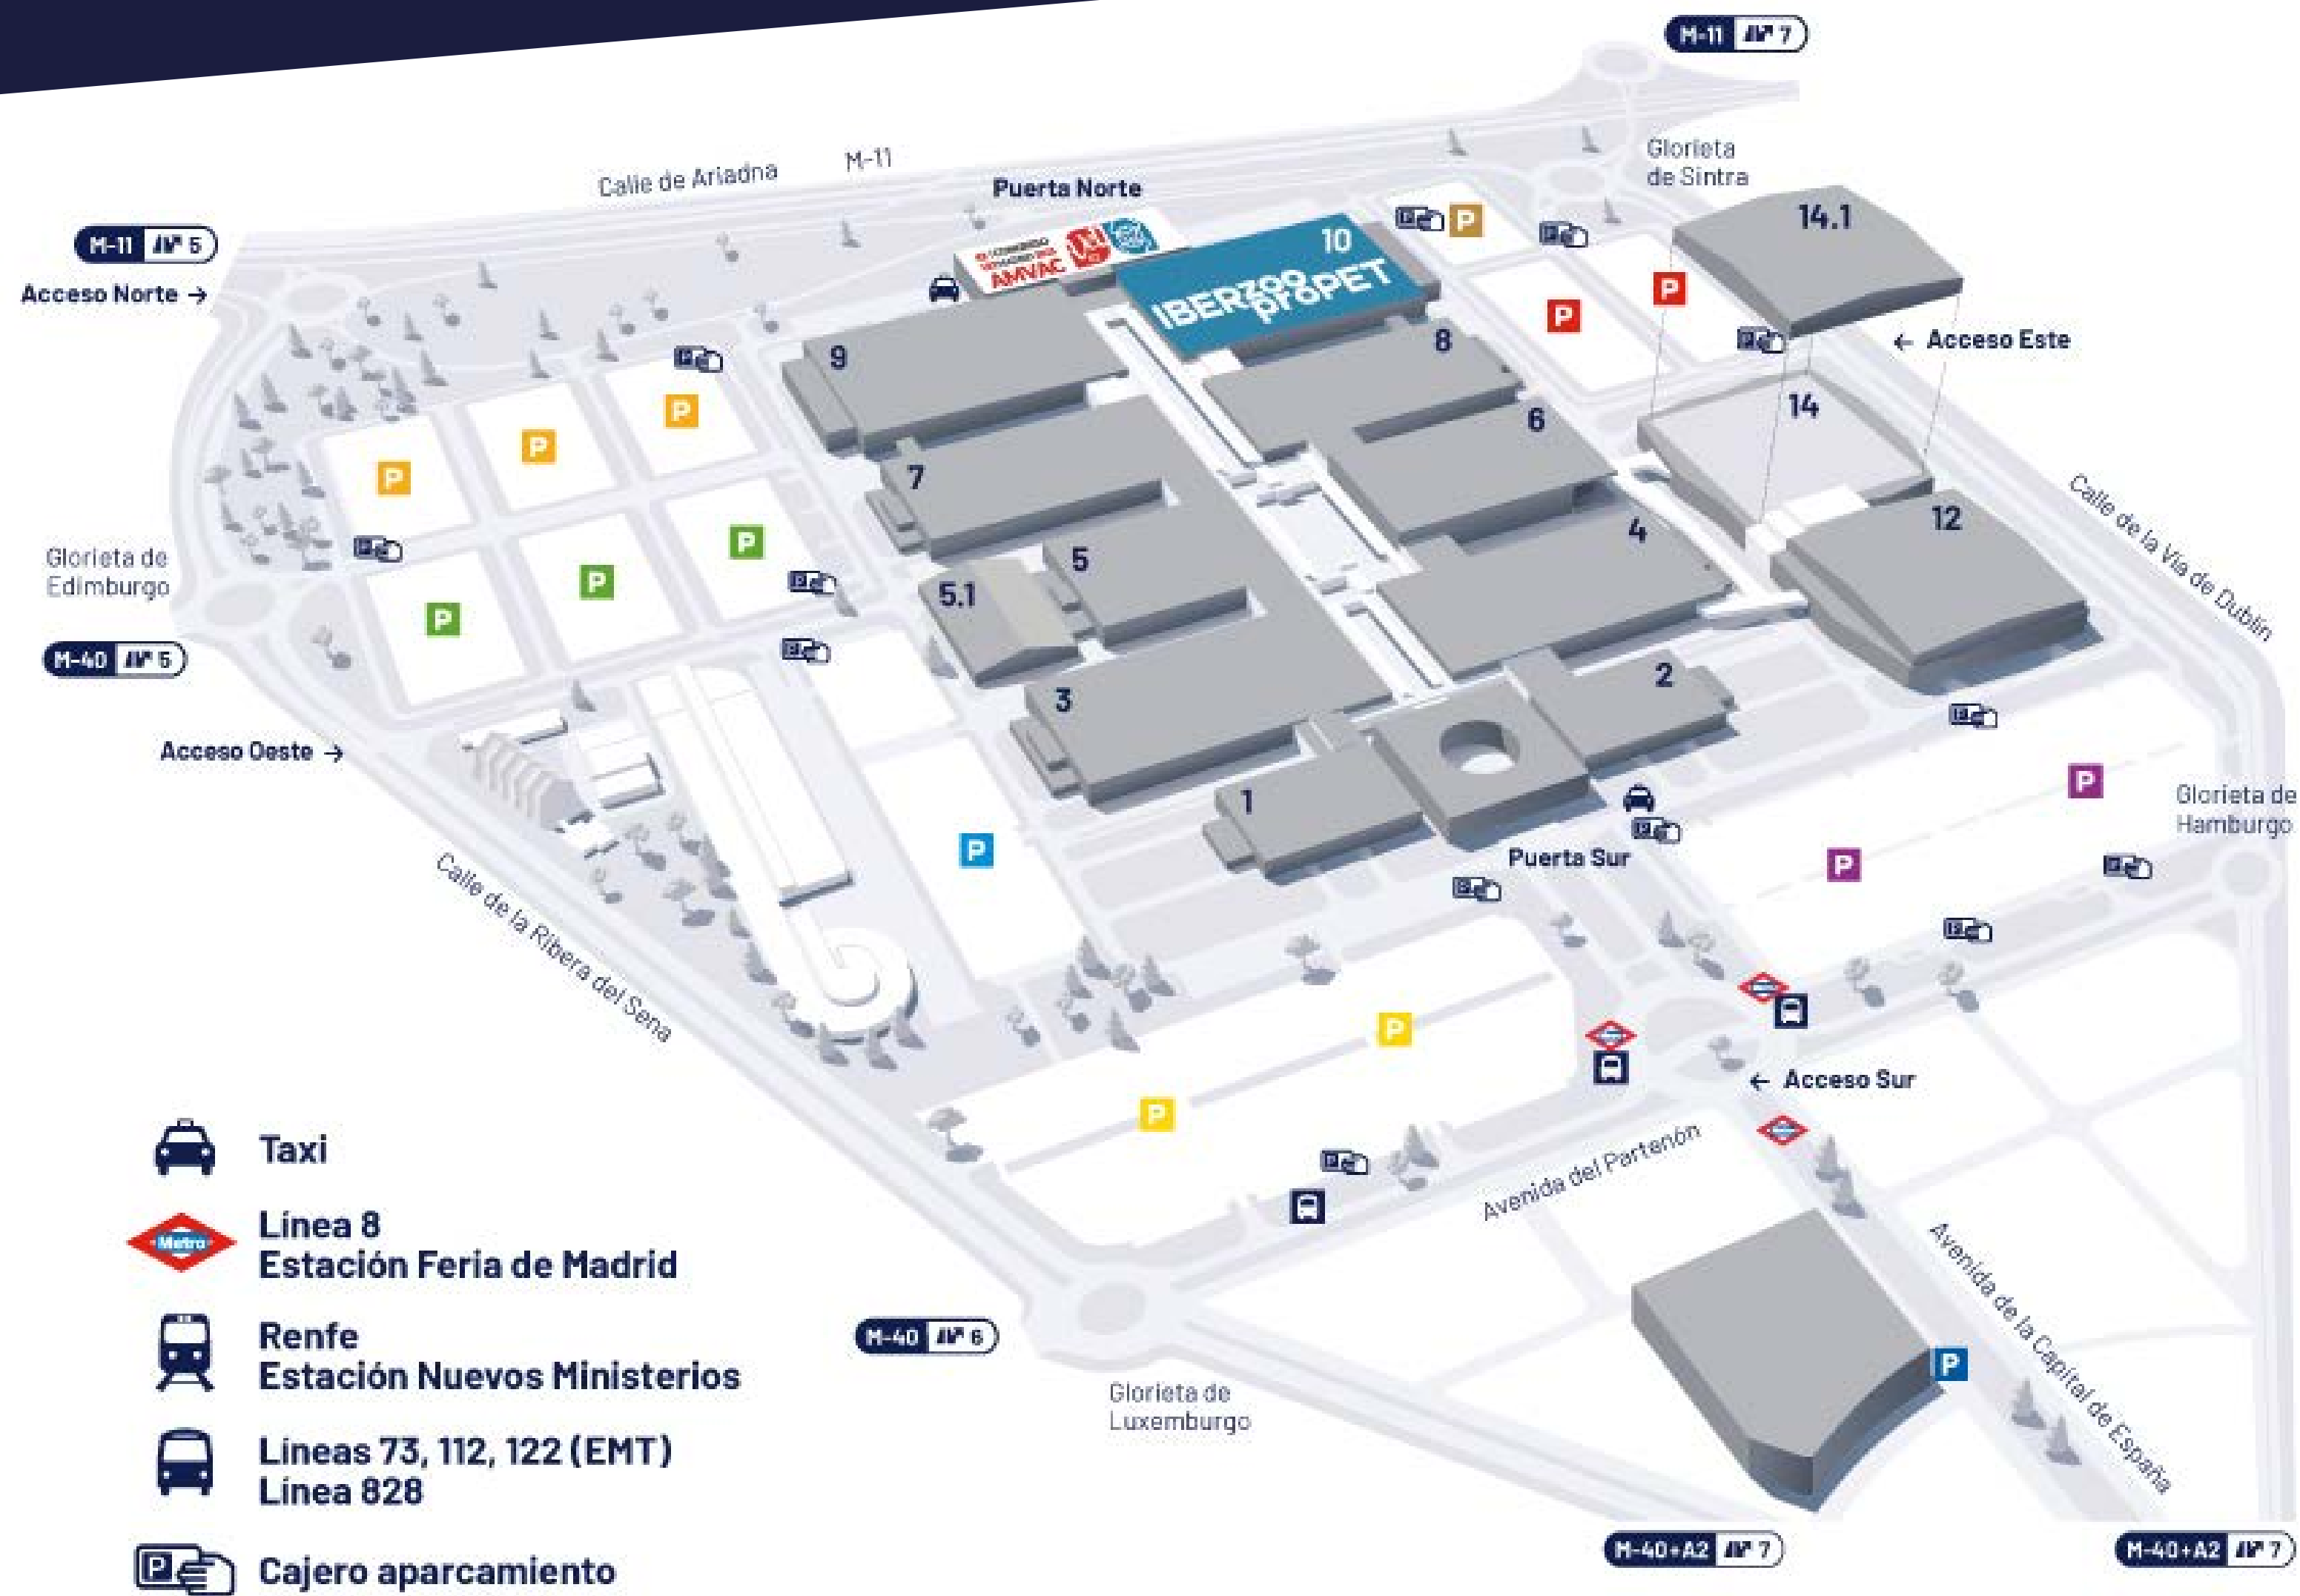 M-11 7
Glorieta
de Sintra
M-11
Calle de Ariadna
Puerta Norte
14.1
M-11 5
10
CONGRESO
AMVAC
IBERZOO
proPET
P
P
P
Acceso Norte →
← Acceso Este
9
8
14
6
P
P
P
7
12
4
Calle de la Vía de Dublín
Glorieta de
Edimburgo
P
P
P
5
5.1
M-40 5
3
2
Acceso Oeste →
1
P
P
P
Glorieta de
Hamburgo
Puerta Sur
Calle de la Ribera del Sena
P
P
← Acceso Sur
Avenida del Partenón
Avenida de la Capital de España
P
M-40 6
Glorieta de
Luxemburgo
M-40+A2 7
M-40+A2 7
Taxi
Metro
Línea 8
Estación Feria de Madrid
Renfe
Estación Nuevos Ministerios
Líneas 73, 112, 122 (EMT)
Línea 828
P
Cajero aparcamiento